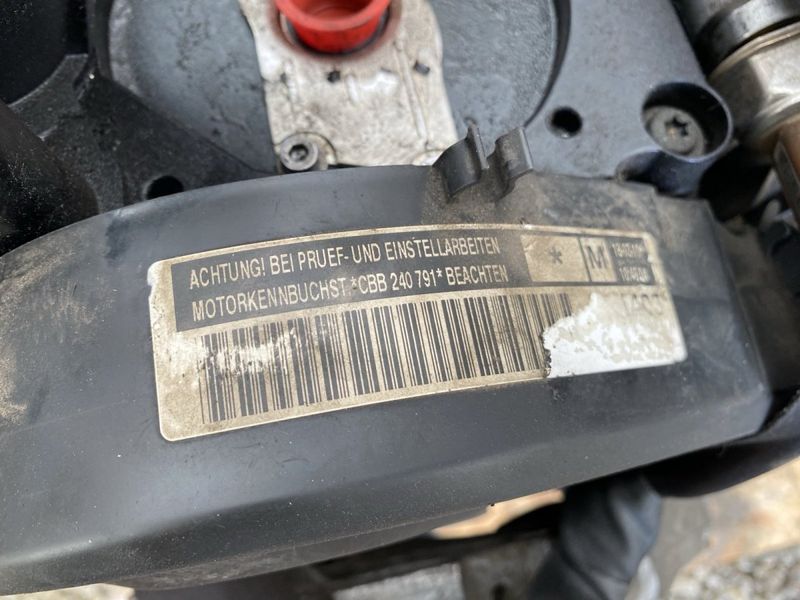 ACHTUNG! BEI PRUEF- UND EINSTELLARBEITEN
MOTORKENNBUCHST.*CBB 240 791* BEACHTEN
*
M